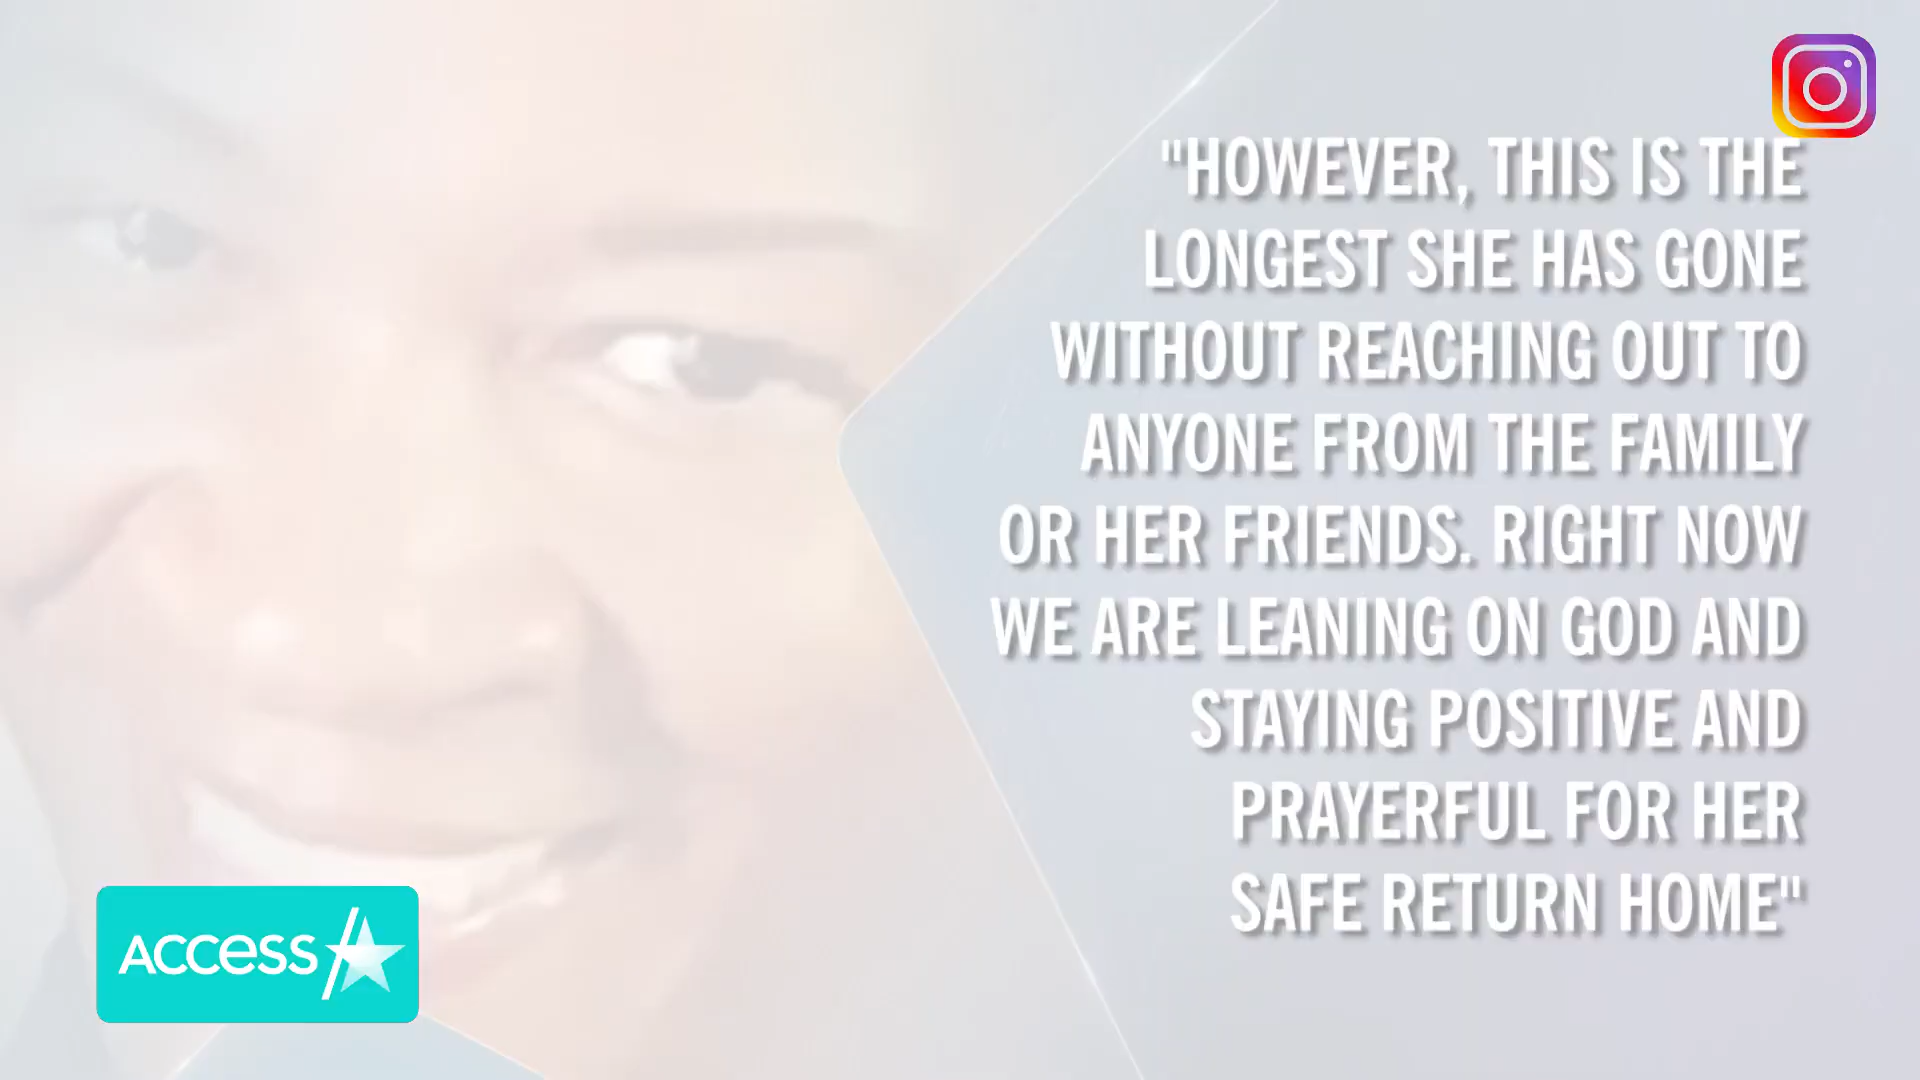 "HOWEVER, THIS IS THE
LONGEST SHE HAS GONE
WITHOUT REACHING OUT TO
ANYONE FROM THE FAMILY
OR HER FRIENDS. RIGHT NOW
WE ARE LEANING ON GOD AND
STAYING POSITIVE AND
PRAYERFUL FOR HER
SAFE RETURN HOME"
access